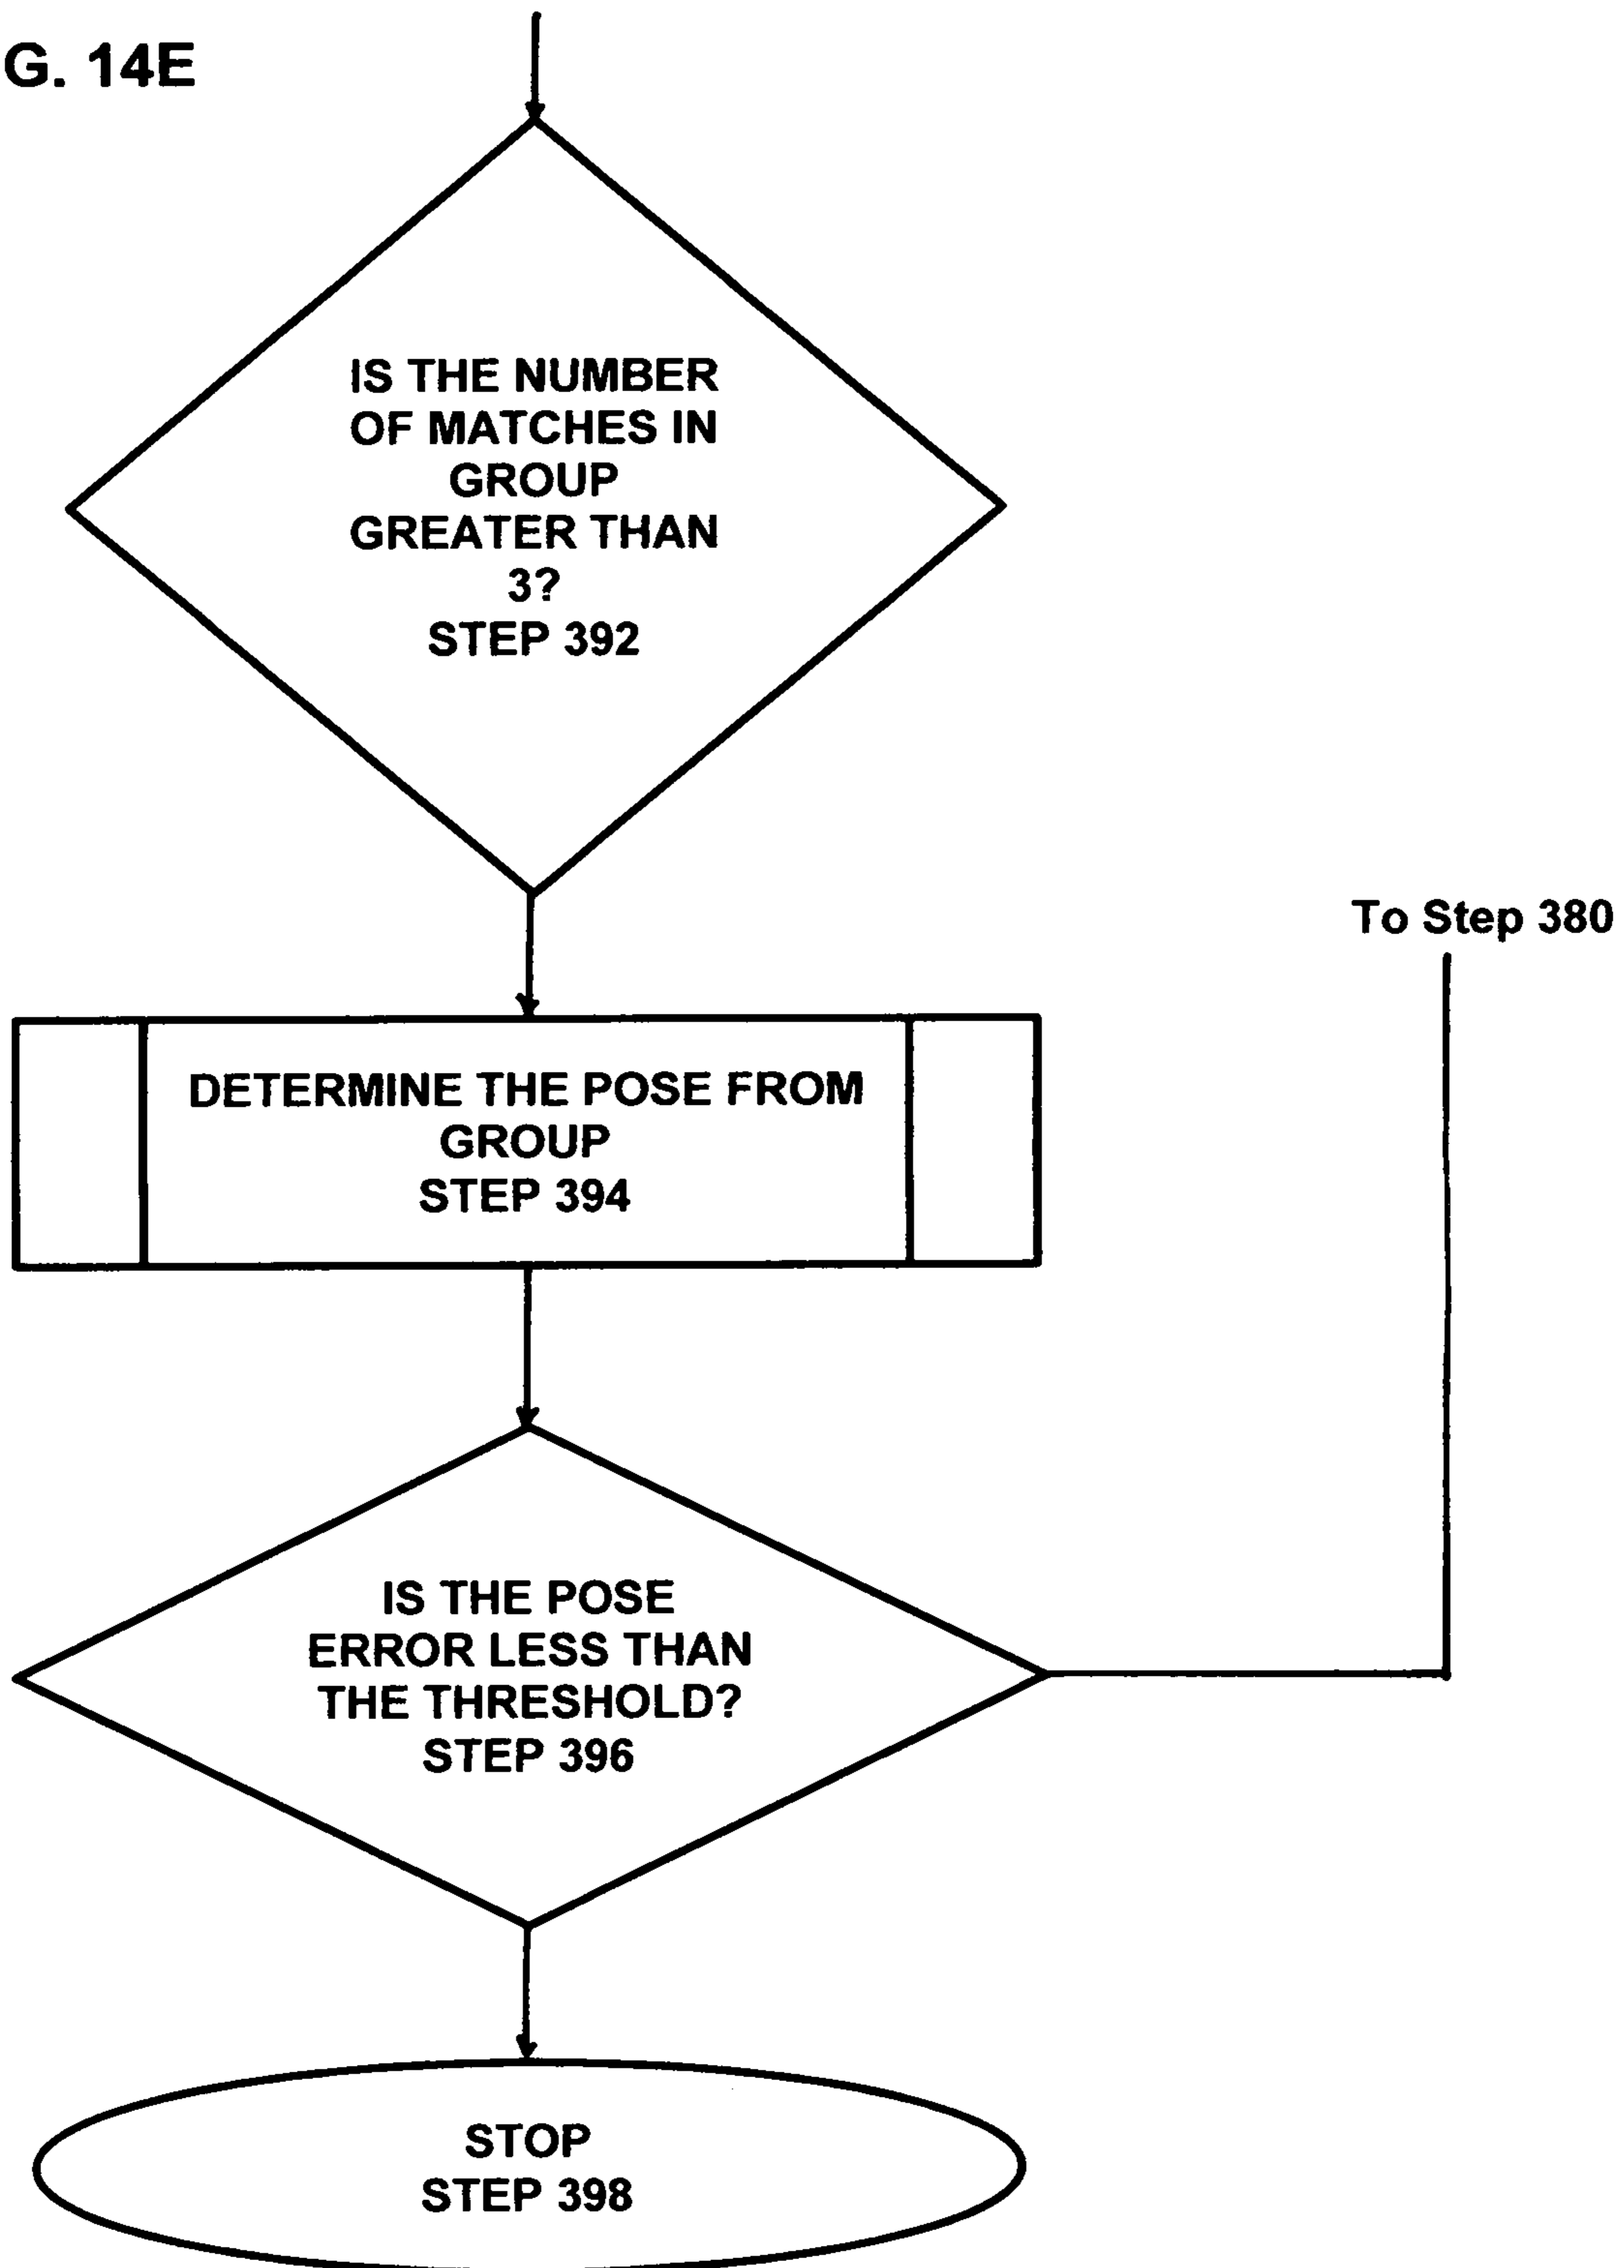 G. 14E
IS THE NUMBER
OF MATCHES IN
GROUP
GREATER THAN
3?
STEP 392
To Step 380
DETERMINE THE POSE FROM
GROUP
STEP 394
IS THE POSE
ERROR LESS THAN
THE THRESHOLD?
STEP 396
STOP
STEP 398